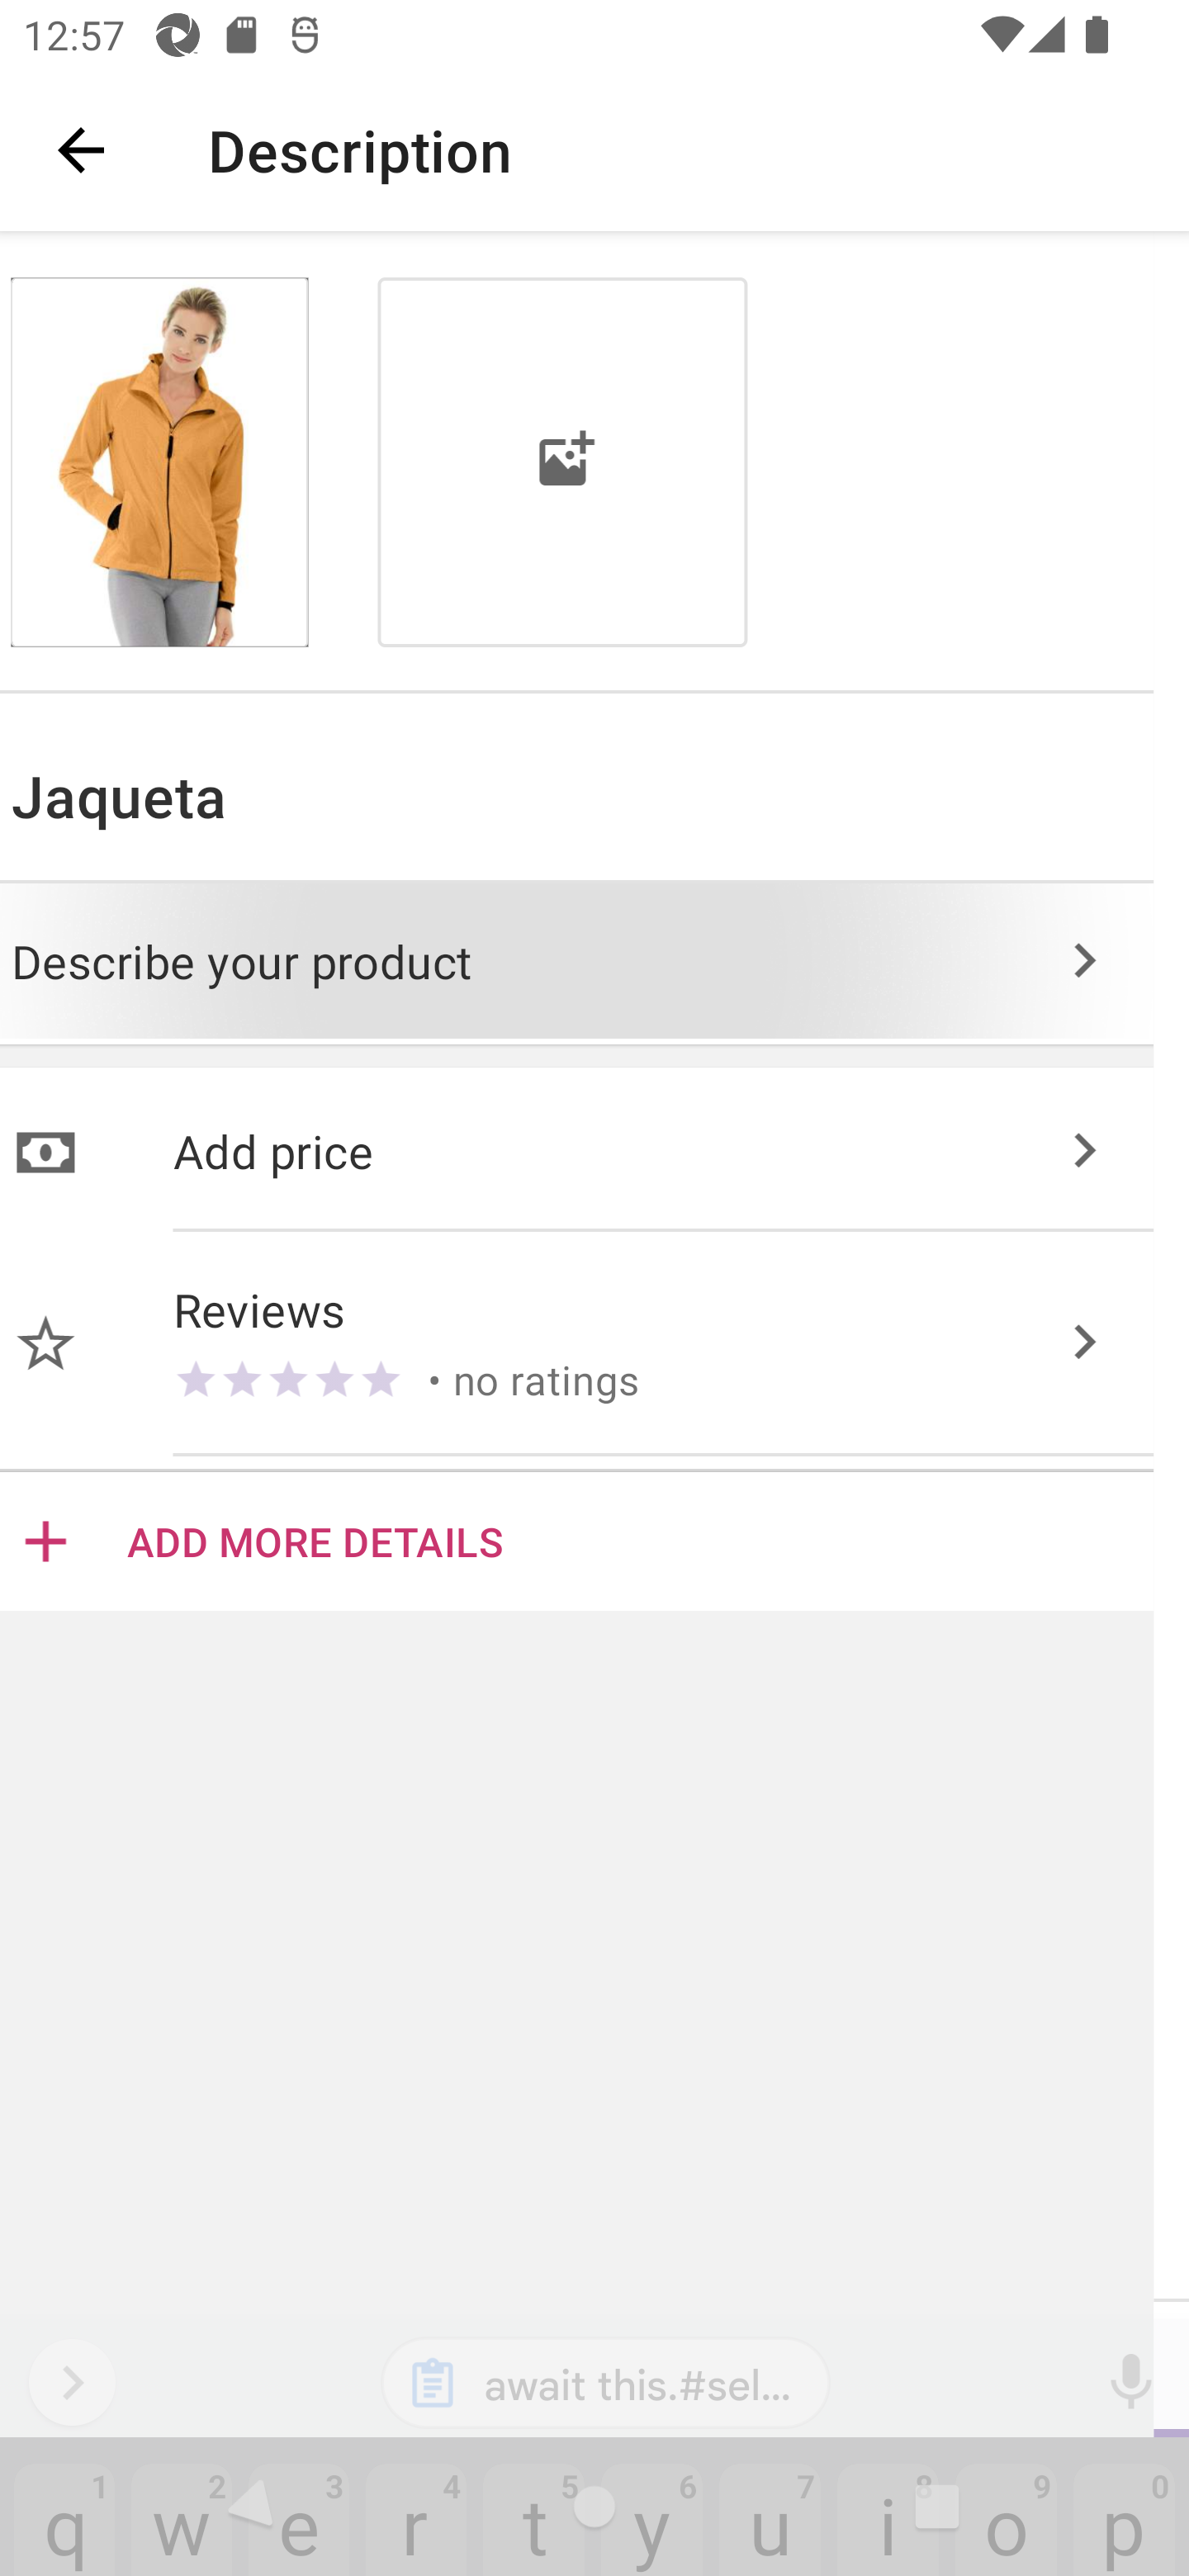 12:57
Description
Jaqueta
Describe your product
Add price
Reviews
• no ratings
ADD MORE DETAILS
await this.#sel...
1 2 3 4 5 6 7 8 9 0
q w e r t y u i o p